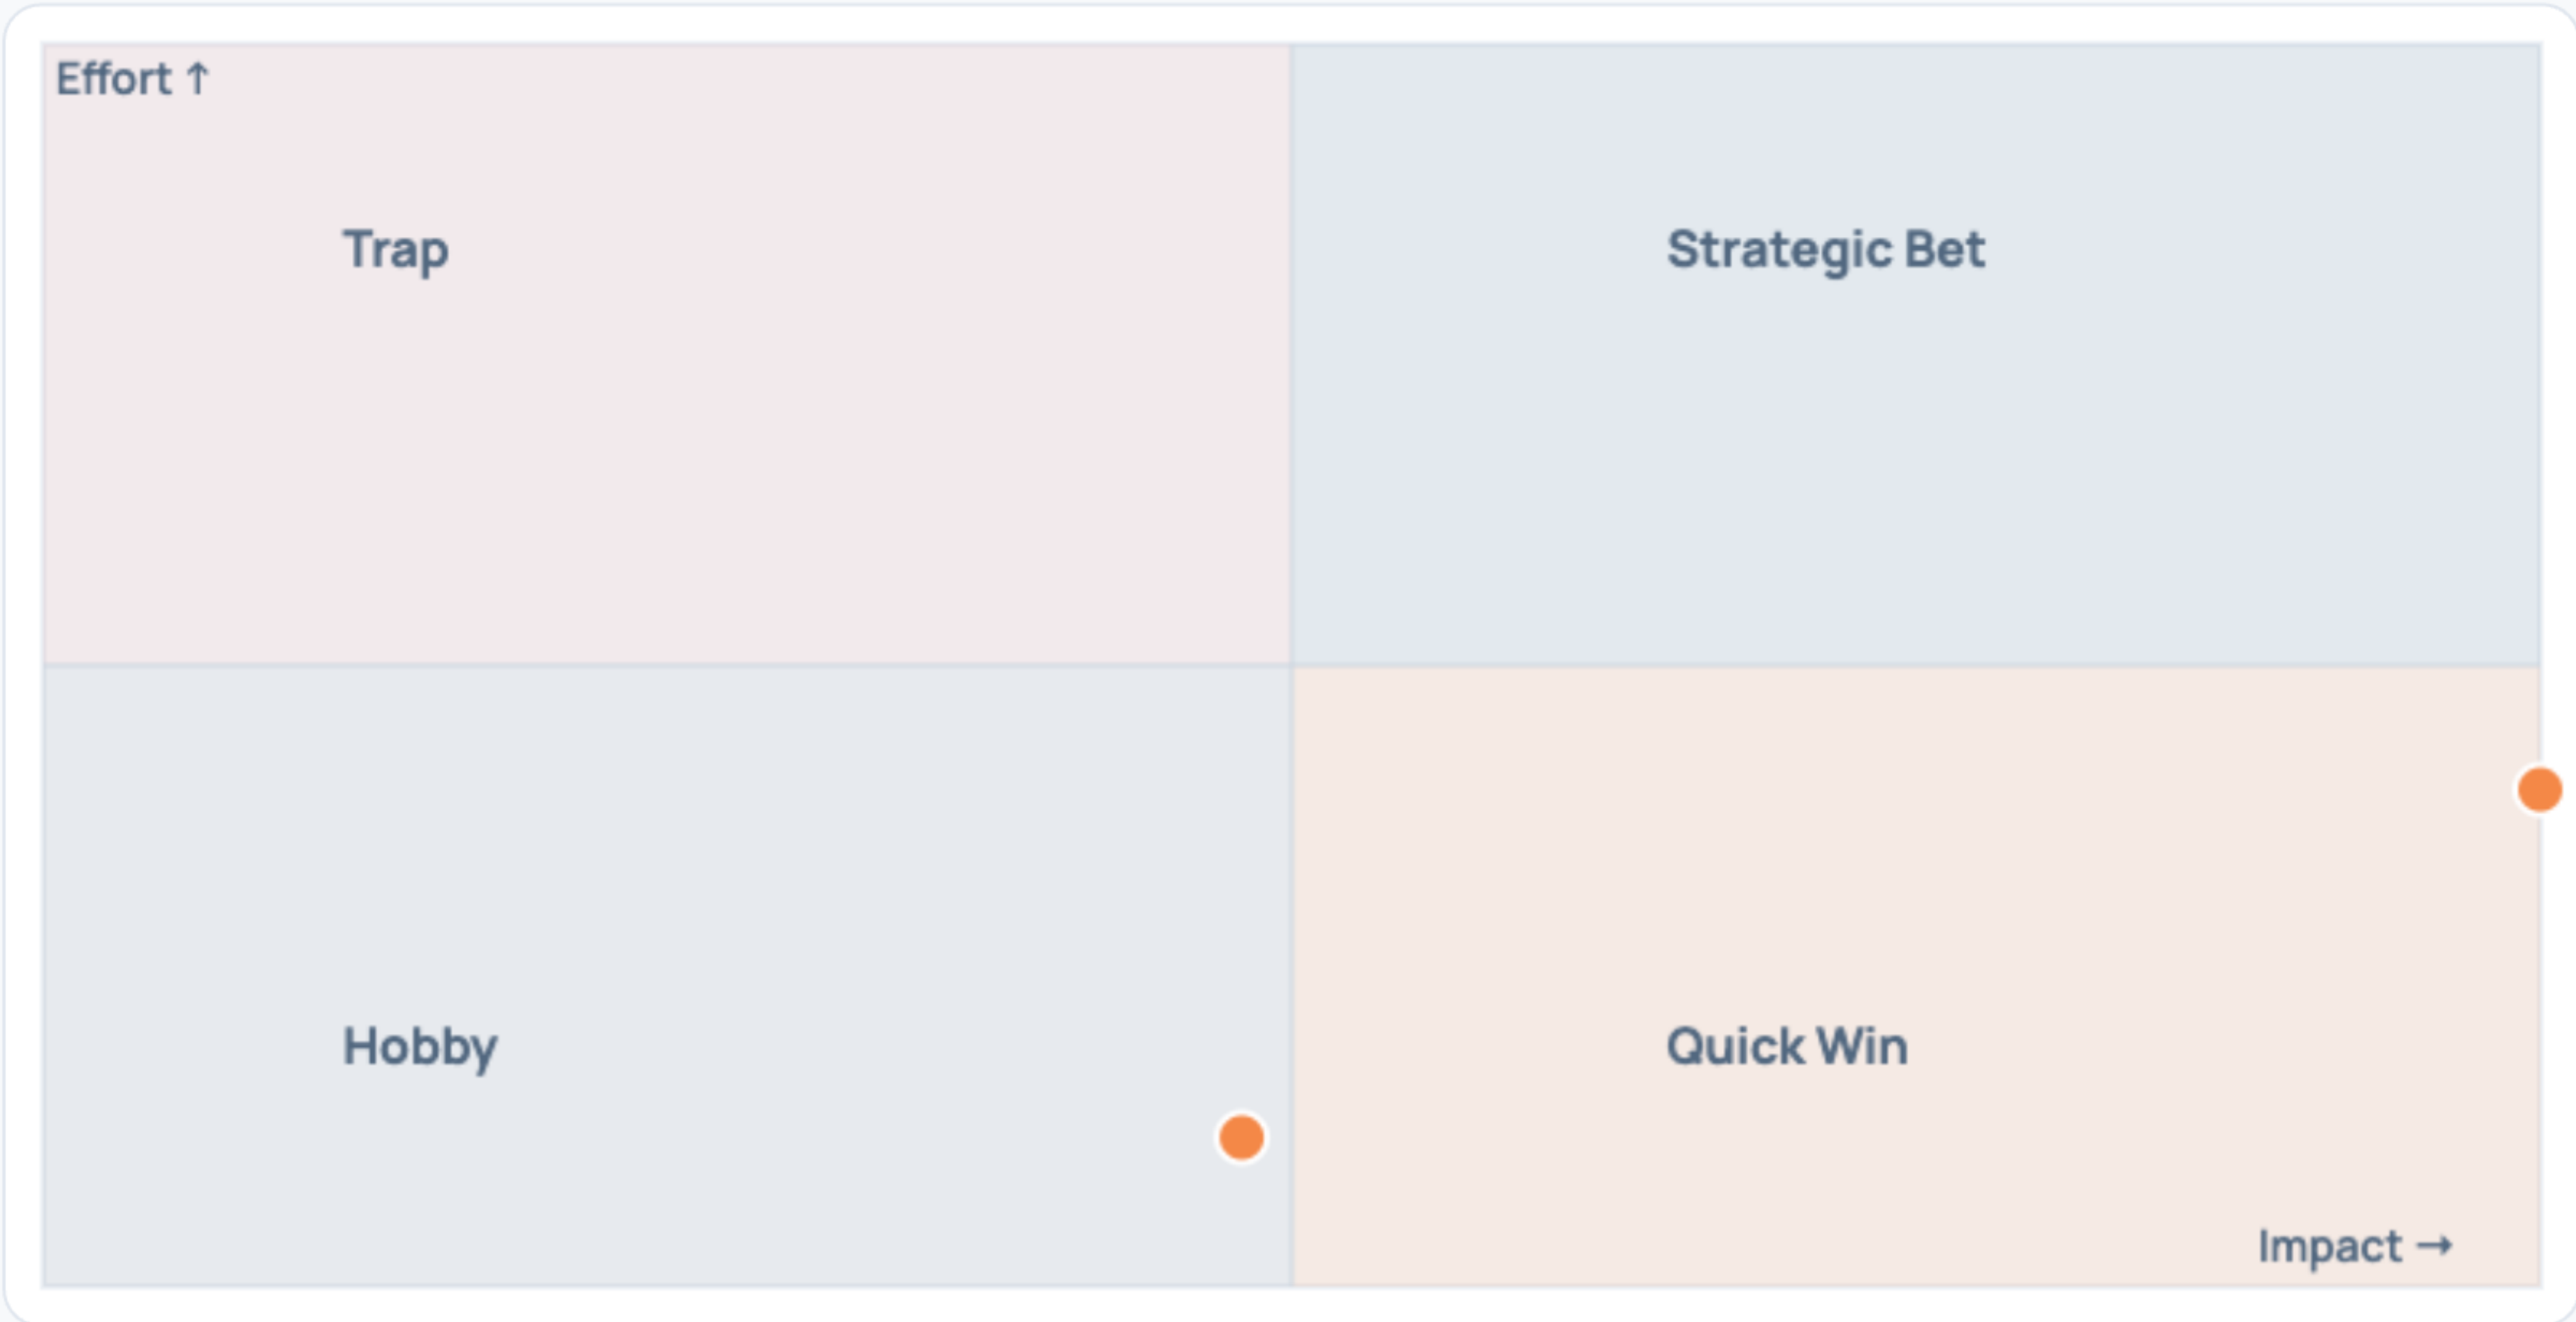 Effort ↑
Trap
Strategic Bet
Hobby
Quick Win
Impact →